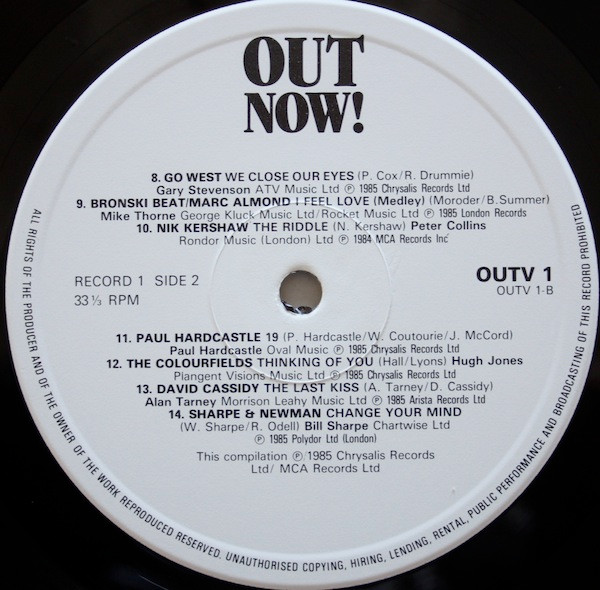 OUT
NOW!
8. GO WEST WE CLOSE OUR EYES (P. Cox/R. Drummie)
Gary Stevenson ATV Music Ltd ℗ 1985 Chrysalis Records Ltd
9. BRONSKI BEAT/MARC ALMOND I FEEL LOVE (Medley) (Moroder/B.Summer)
Mike Thorne George Kluck Music Ltd/Rocket Music Ltd ℗ 1985 London Records
10. NIK KERSHAW THE RIDDLE (N. Kershaw) Peter Collins
Rondor Music (London) Ltd ℗ 1984 MCA Records Inc
RECORD 1 SIDE 2
33⅓ RPM
OUTV 1
OUTV 1-B
11. PAUL HARDCASTLE 19 (P. Hardcastle/W. Coutourie/J. McCord)
Paul Hardcastle Oval Music ℗ 1985 Chrysalis Records Ltd
12. THE COLOURFIELDS THINKING OF YOU (Hall/Lyons) Hugh Jones
Plangent Visions Music Ltd ℗ 1985 Chrysalis Records Ltd
13. DAVID CASSIDY THE LAST KISS (A. Tarney/D. Cassidy)
Alan Tarney Morrison Leahy Music Ltd ℗ 1985 Arista Records Ltd
14. SHARPE & NEWMAN CHANGE YOUR MIND
(W. Sharpe/R. Odell) Bill Sharpe Chartwise Ltd
℗ 1985 Polydor Ltd (London)
This compilation ℗ 1985 Chrysalis Records
Ltd/ MCA Records Ltd
ALL RIGHTS OF THE PRODUCER AND OF THE OWNER OF THE WORK REPRODUCED RESERVED. UNAUTHORISED COPYING, HIRING, LENDING, RENTAL, PUBLIC PERFORMANCE AND BROADCASTING OF THIS RECORD PROHIBITED